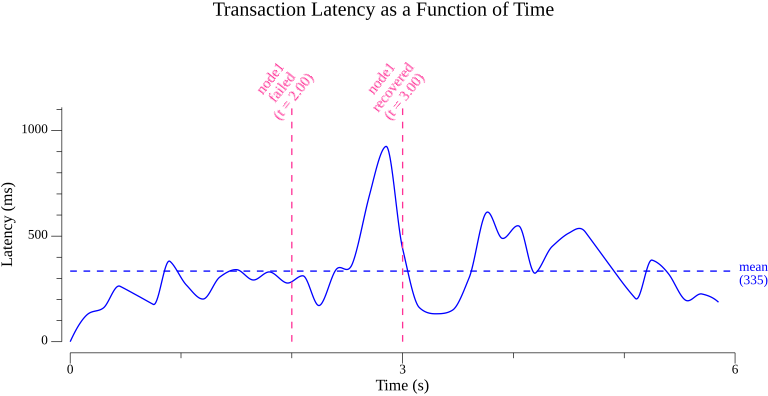 Transaction Latency as a Function of Time
node1
failed
(t = 2.00)
node1
recovered
(t = 3.00)
1000
500
0
Latency (ms)
mean
(335)
0
3
6
Time (s)